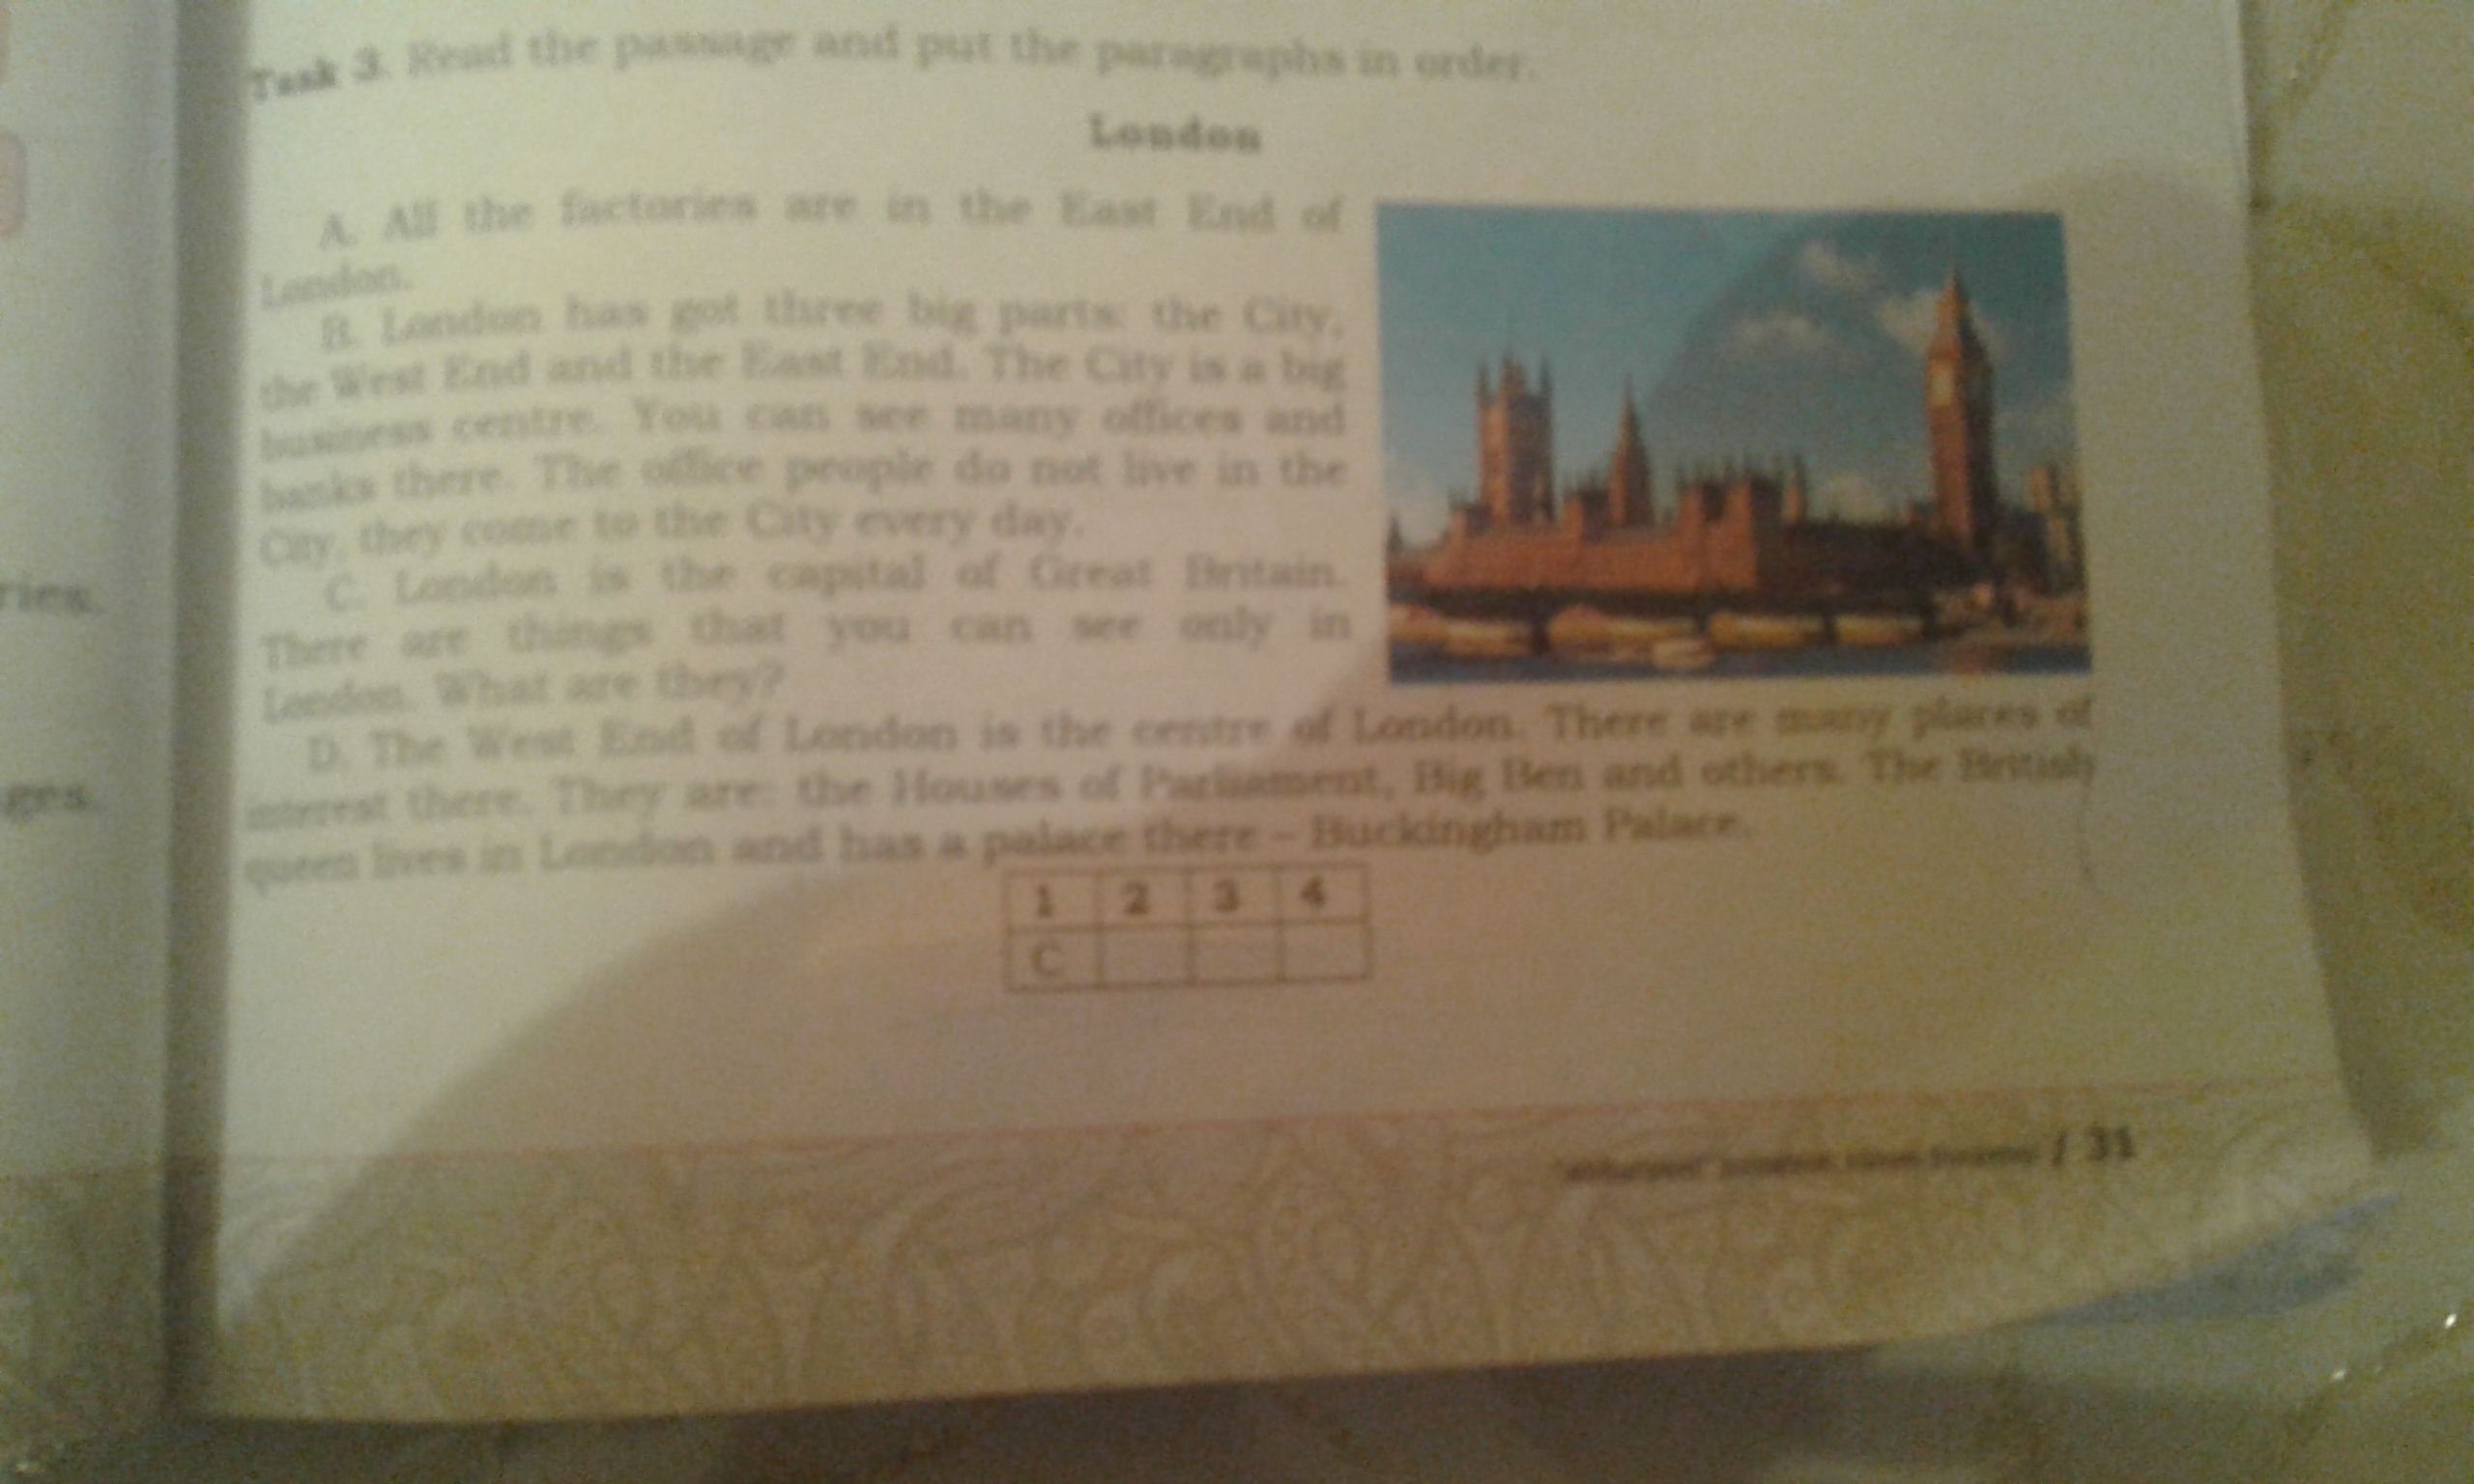 Task 3. Read the passage and put the paragraphs in order.
London
A. All the factories are in the East End of
London.
B. London has got three big parts: the City,
the West End and the East End. The City is a big
business centre. You can see many offices and
banks there. The office people do not live in the
City, they come to the City every day.
C. London is the capital of Great Britain.
There are things that you can see only in
London. What are they?
D. The West End of London is the centre of London. There are many places of
interest there. They are: the Houses of Parliament, Big Ben and others. The British
queen lives in London and has a palace there – Buckingham Palace.
1 2 3 4
C
/ 31
ries.
ges.